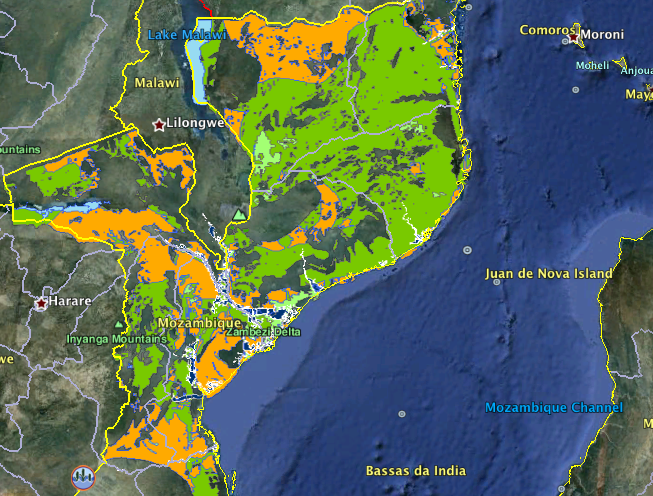 Comoros
Moroni
Lake Malawi
Moheli
Anjoua
Malawi
May
Lilongwe
ountains
Juan de Nova Island
Harare
Mozambique
Zambezi Delta
Inyanga Mountains
we
Mozambique Channel
M
Bassas da India